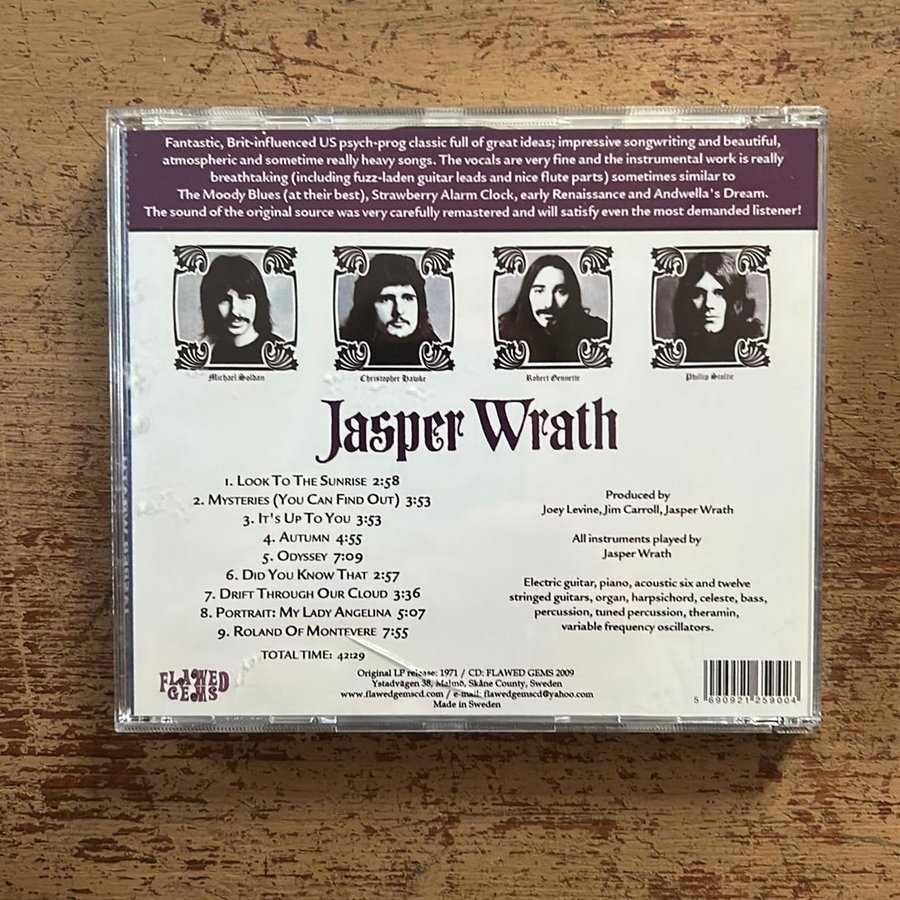 Fantastic, Brit-influenced US psych-prog classic full of great ideas; impressive songwriting and beautiful,
atmospheric and sometime really heavy songs. The vocals are very fine and the instrumental work is really
breathtaking (including fuzz-laden guitar leads and nice flute parts) sometimes similar to
The Moody Blues (at their best), Strawberry Alarm Clock, early Renaissance and Andwella's Dream.
The sound of the original source was very carefully remastered and will satisfy even the most demanded listener!
Michael Soldan
Christopher Hawke
Robert Gennette
Phillip Stoltie
Jasper Wrath
1. Look To The Sunrise 2:58
2. Mysteries (You Can Find Out) 3:53
3. It's Up To You 3:53
4. Autumn 4:55
5. Odyssey 7:09
6. Did You Know That 2:57
7. Drift Through Our Cloud 3:36
8. Portrait: My Lady Angelina 5:07
9. Roland Of Montevere 7:55
TOTAL TIME: 42:29
Produced by
Joey Levine, Jim Carroll, Jasper Wrath
All instruments played by
Jasper Wrath
Electric guitar, piano, acoustic six and twelve
stringed guitars, organ, harpsichord, celeste, bass,
percussion, tuned percussion, theramin,
variable frequency oscillators.
FLAWED
GEMS
Original LP release: 1971 / CD: FLAWED GEMS 2009
Ystadvägen 38, Malmö, Skåne County, Sweden
www.flawedgemscd.com / e-mail: flawedgemscd@yahoo.com
Made in Sweden
5 690921 259004